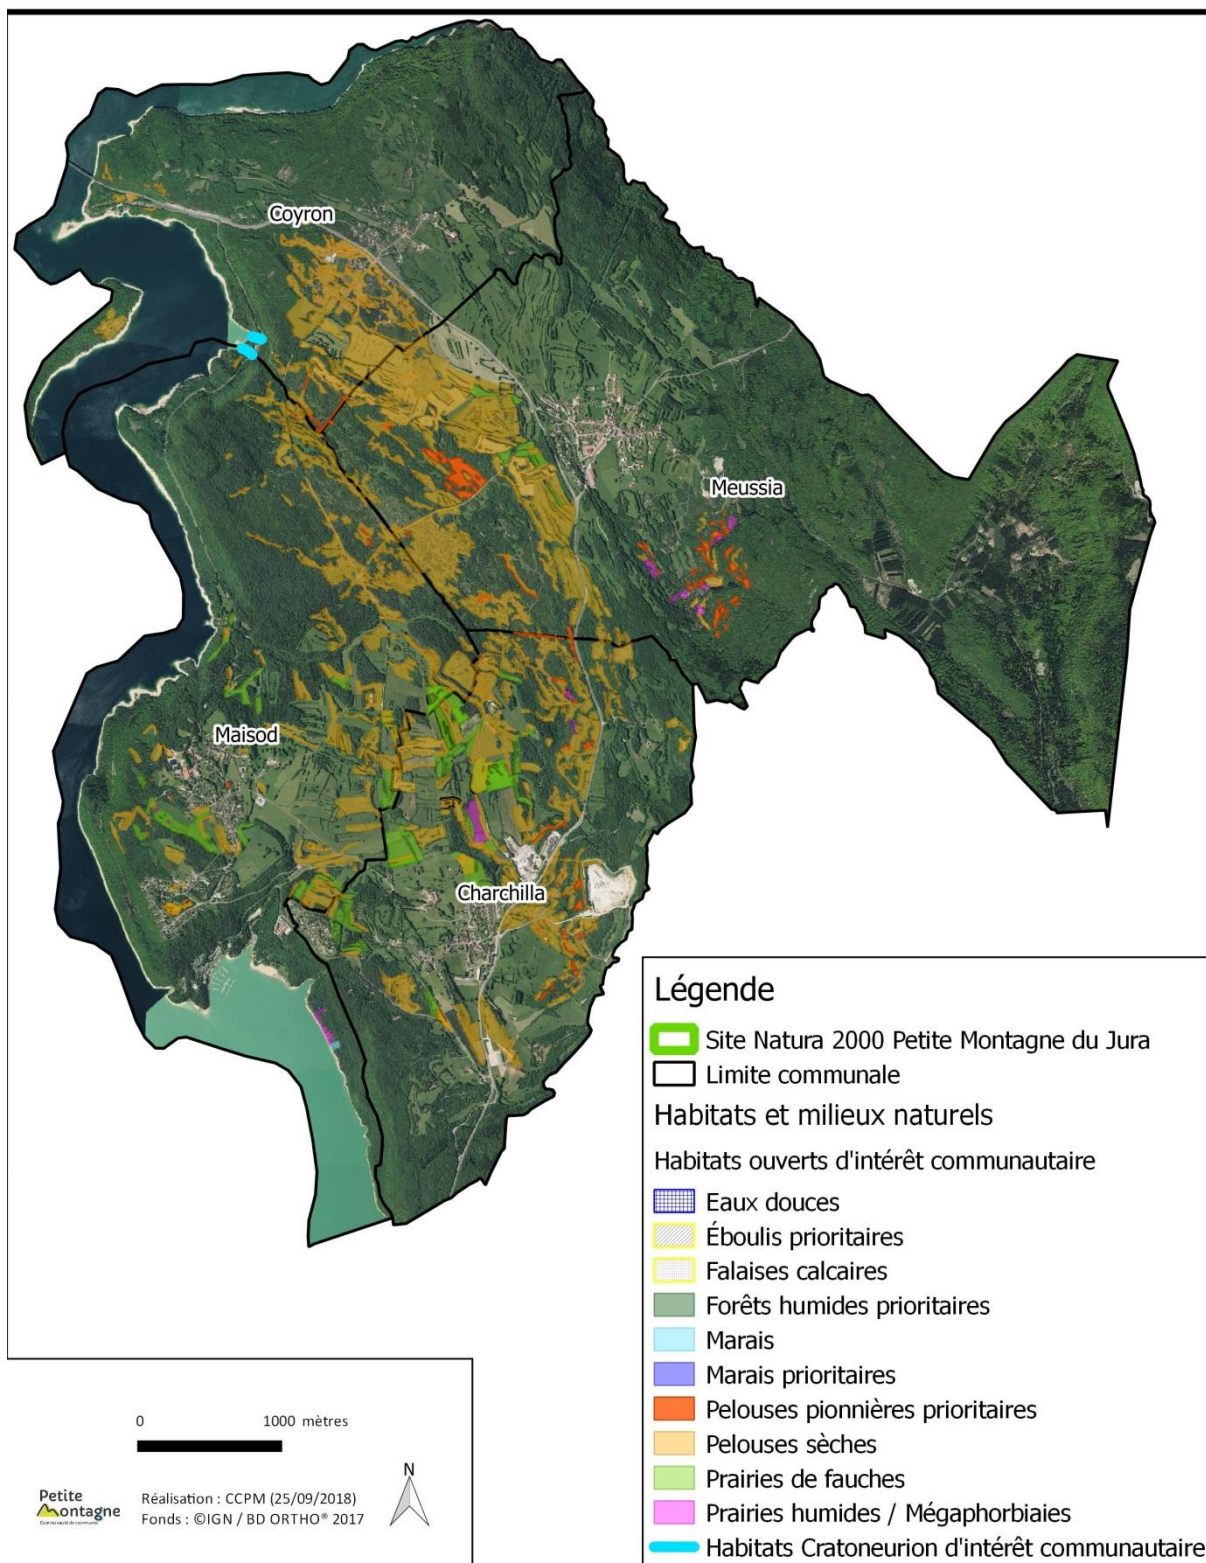 Coyron
Meussia
Maisod
Charchilla
Légende
Site Natura 2000 Petite Montagne du Jura
Limite communale
Habitats et milieux naturels
Habitats ouverts d'intérêt communautaire
Eaux douces
Éboulis prioritaires
Falaises calcaires
Forêts humides prioritaires
Marais
Marais prioritaires
Pelouses pionnières prioritaires
Pelouses sèches
Prairies de fauches
Prairies humides / Mégaphorbiaies
Habitats Cratoneurion d'intérêt communautaire
0 1000 mètres
N
Petite
Montagne
Communauté de communes
Réalisation : CCPM (25/09/2018)
Fonds : ©IGN / BD ORTHO® 2017